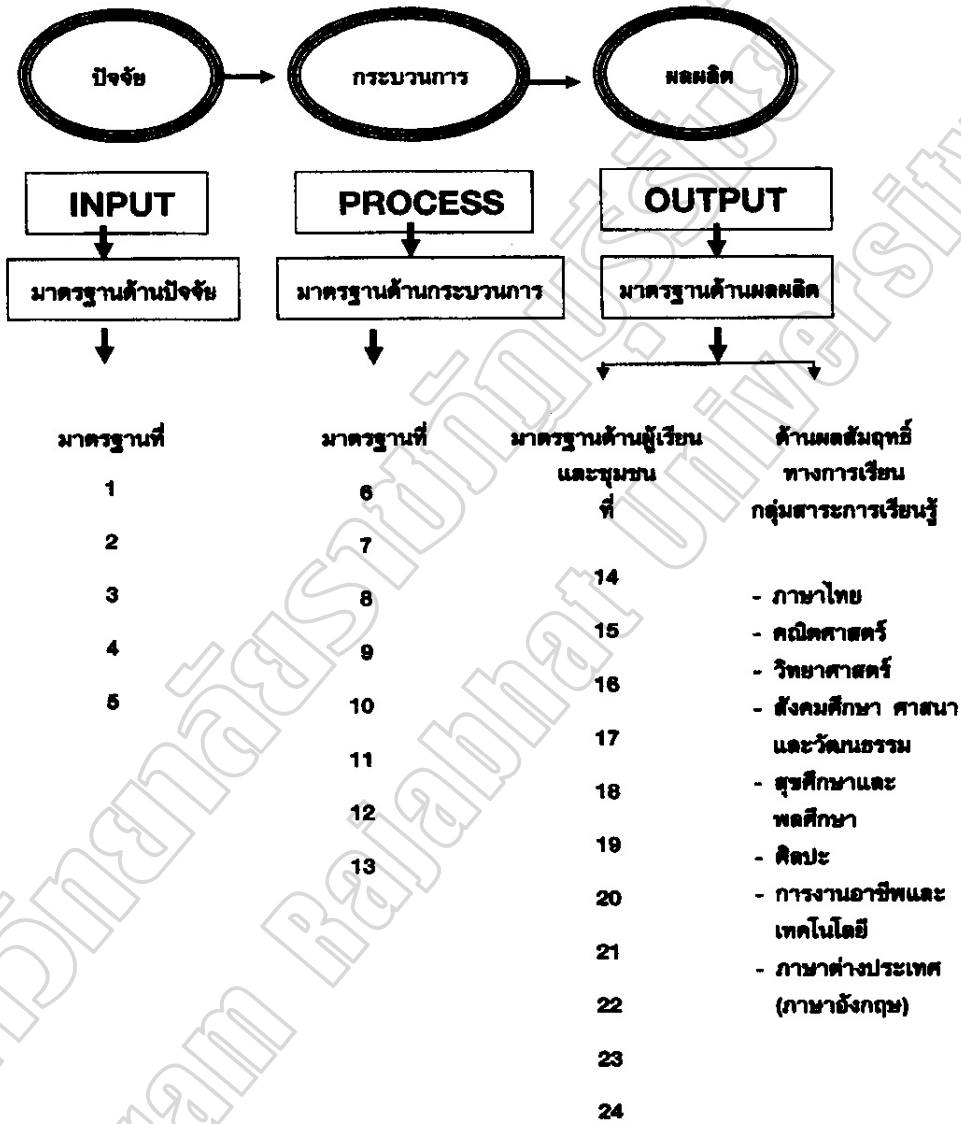 ปัจจัย
กระบวนการ
ผลผลิต
INPUT
PROCESS
OUTPUT
มาตรฐานด้านปัจจัย
มาตรฐานด้านกระบวนการ
มาตรฐานด้านผลผลิต
มาตรฐานที่
1
2
3
4
5
มาตรฐานที่
6
7
8
9
10
11
12
13
มาตรฐานด้านผู้เรียน
และชุมชน
ที่
14
15
16
17
18
19
20
21
22
23
24
ด้านผลสัมฤทธิ์
ทางการเรียน
กลุ่มสาระการเรียนรู้
- ภาษาไทย
- คณิตศาสตร์
- วิทยาศาสตร์
- สังคมศึกษา ศาสนา
และวัฒนธรรม
- สุขศึกษาและ
พลศึกษา
- ศิลปะ
- การงานอาชีพและ
เทคโนโลยี
- ภาษาต่างประเทศ
(ภาษาอังกฤษ)
Rajabhat University